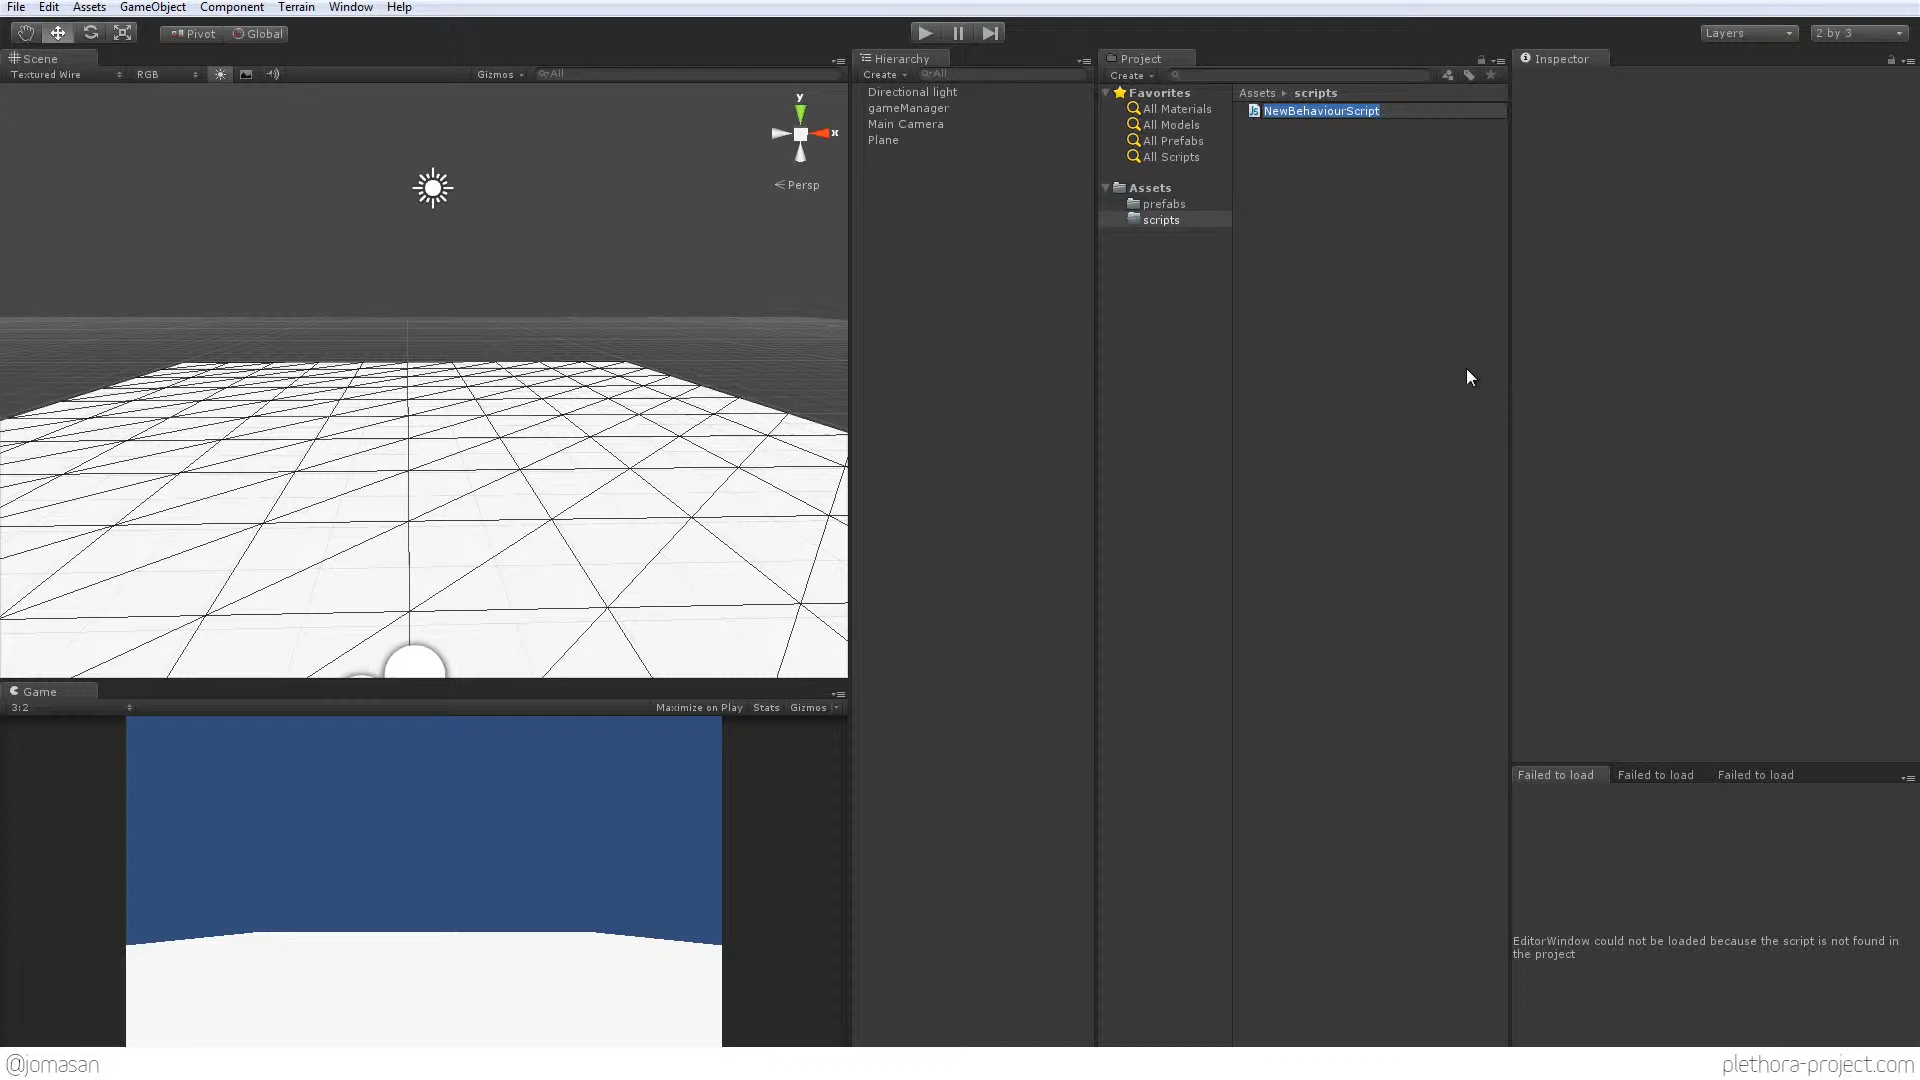 File Edit Assets GameObject Component Terrain Window Help
Pivot Global Layers 2 by 3
Scene
Textured Wire RGB Gizmos All
y
x
Persp
Game
3:2 Maximize on Play Stats Gizmos
Hierarchy
Create All
Directional light
gameManager
Main Camera
Plane
Project
Create
Favorites
All Materials
All Models
All Prefabs
All Scripts
Assets
prefabs
scripts
Assets scripts
NewBehaviourScript
Inspector
Failed to load Failed to load Failed to load
EditorWindow could not be loaded because the script is not found in
the project
@jomasan
plethora-project.com